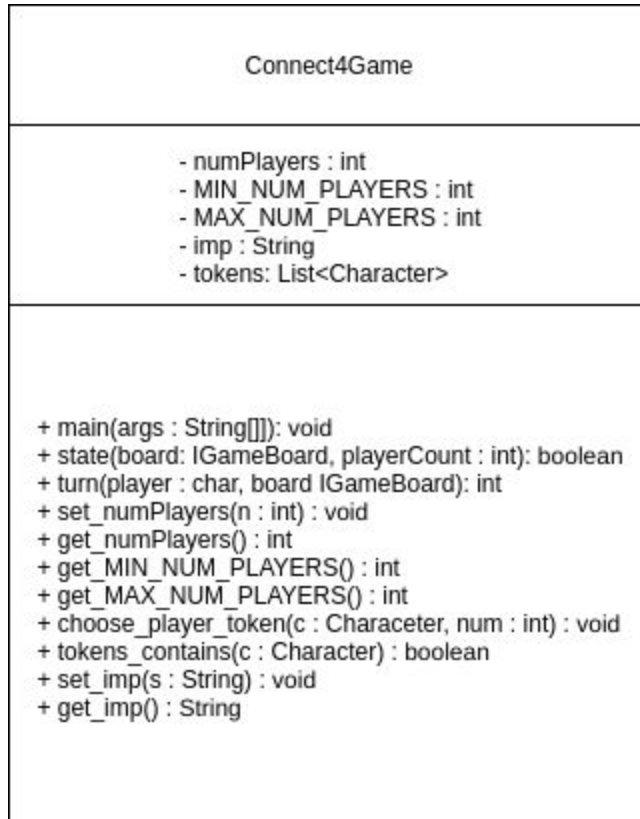 Connect4Game
- numPlayers : int
- MIN_NUM_PLAYERS : int
- MAX_NUM_PLAYERS : int
- imp : String
- tokens: List<Character>
+ main(args : String[]]): void
+ state(board: IGameBoard, playerCount : int): boolean
+ turn(player : char, board IGameBoard): int
+ set_numPlayers(n : int) : void
+ get_numPlayers() : int
+ get_MIN_NUM_PLAYERS() : int
+ get_MAX_NUM_PLAYERS() : int
+ choose_player_token(c : Characeter, num : int) : void
+ tokens_contains(c : Character) : boolean
+ set_imp(s : String) : void
+ get_imp() : String